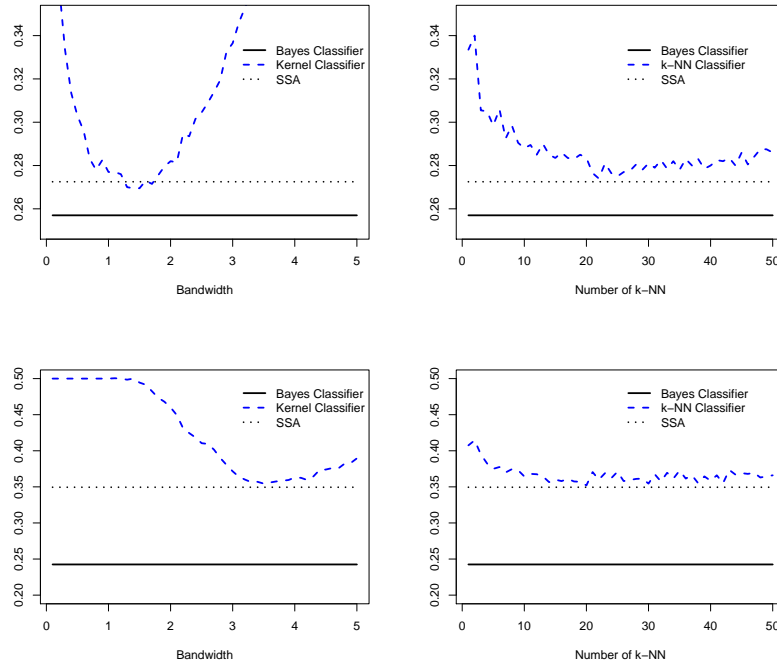 0.34
0.32
0.30
0.28
0.26
Bayes Classifier
Kernel Classifier
SSA
0 1 2 3 4 5
Bandwidth
0.34
0.32
0.30
0.28
0.26
Bayes Classifier
k−NN Classifier
SSA
0 10 20 30 40 50
Number of k−NN
0.50
0.45
0.40
0.35
0.30
0.25
0.20
Bayes Classifier
Kernel Classifier
SSA
0 1 2 3 4 5
Bandwidth
0.50
0.45
0.40
0.35
0.30
0.25
0.20
Bayes Classifier
k−NN Classifier
SSA
0 10 20 30 40 50
Number of k−NN